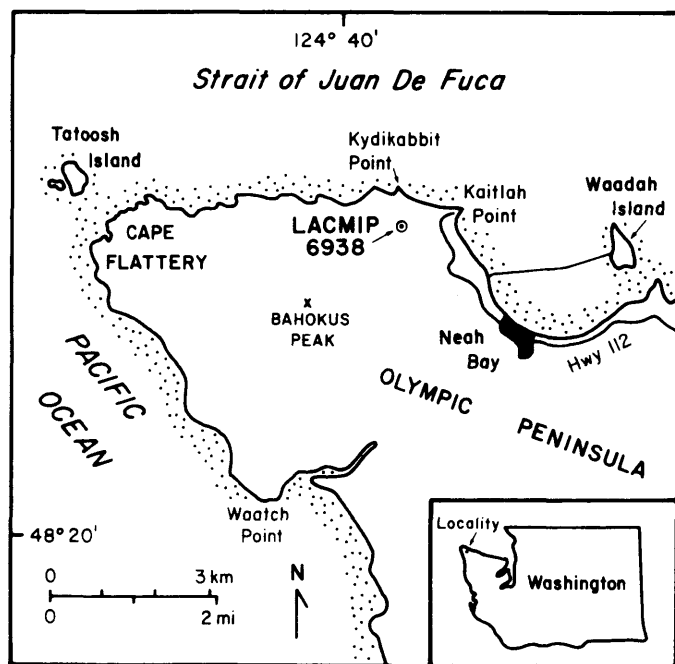 124° 40'
Strait of Juan De Fuca
Tatoosh
Island
Kydikabbit
Point
Kaitlah
Point
Waadah
Island
LACMIP
6938
CAPE
FLATTERY
x
BAHOKUS
PEAK
Neah
Bay
Hwy 112
PACIFIC
OCEAN
OLYMPIC
PENINSULA
Waatch
Point
48° 20'
0 3 km
0 2 mi
N
Locality
Washington